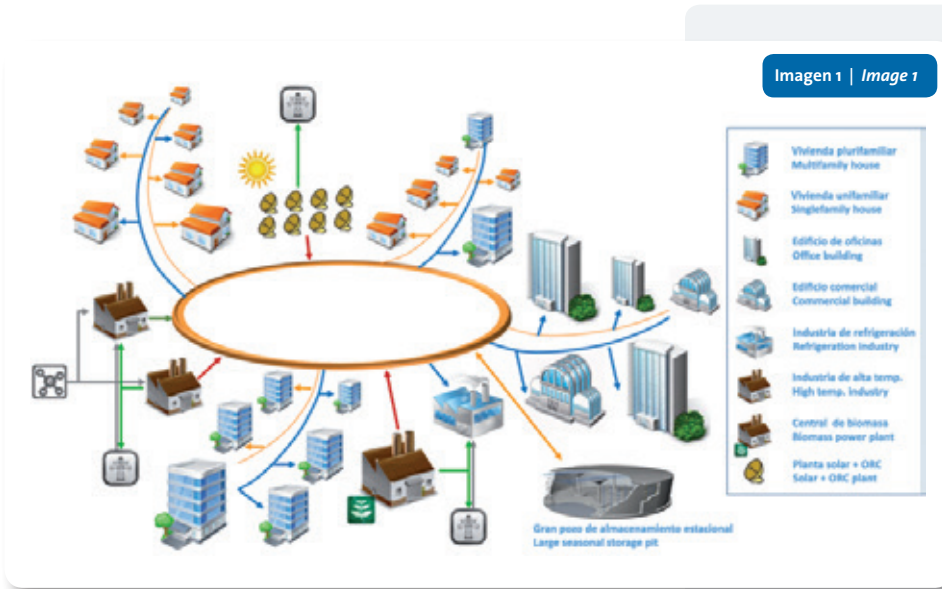 Imagen 1 | Image 1
Vivienda plurifamiliar
Multifamily house
Vivienda unifamiliar
Singlefamily house
Edificio de oficinas
Office building
Edificio comercial
Commercial building
Industria de refrigeración
Refrigeration industry
Industria de alta temp.
High temp. industry
Central de biomasa
Biomass power plant
Planta solar + ORC
Solar + ORC plant
Gran pozo de almacenamiento estacional
Large seasonal storage pit